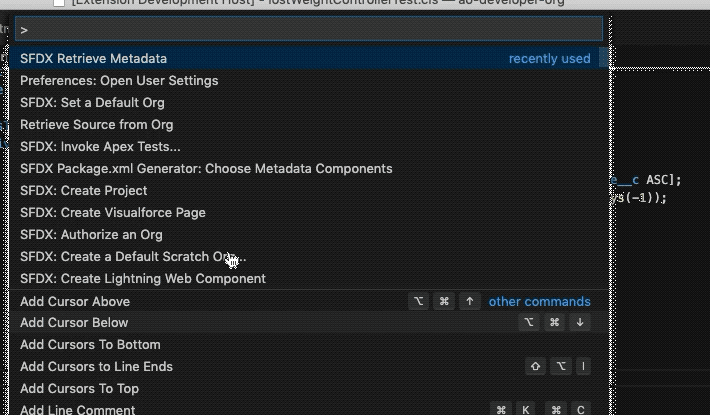 [Extension Development Host] - lostWeightControllerTest.cls — ao-developer-org
>
SFDX Retrieve Metadata recently used
Preferences: Open User Settings
SFDX: Set a Default Org
Retrieve Source from Org
SFDX: Invoke Apex Tests...
SFDX Package.xml Generator: Choose Metadata Components
e__c ASC];
SFDX: Create Project
ys(-1));
SFDX: Create Visualforce Page
SFDX: Authorize an Org
SFDX: Create a Default Scratch Org...
SFDX: Create Lightning Web Component
Add Cursor Above ⌥ ⌘ ↑ other commands
Add Cursor Below ⌥ ⌘ ↓
Add Cursors To Bottom
Add Cursors to Line Ends ⇧ ⌥ I
Add Cursors To Top
Add Line Comment ⌘ K ⌘ C